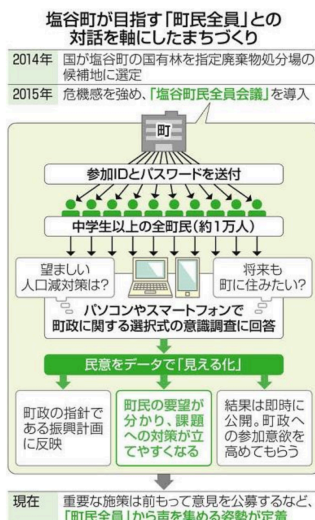 塩谷町が目指す「町民全員」との
対話を軸にしたまちづくり
2014年 国が塩谷町の国有林を指定廃棄物処分場の
候補地に選定
2015年 危機感を強め、「塩谷町民全員会議」を導入
町
参加IDとパスワードを送付
中学生以上の全町民(約1万人)
望ましい
人口減対策は?
将来も
町に住みたい?
パソコンやスマートフォンで
町政に関する選択式の意識調査に回答
民意をデータで「見える化」
町政の指針で
ある振興計画
に反映
町民の要望が
分かり、課題
への対策が立
てやすくなる
結果は即時に
公開。町政へ
の参加意欲を
高めてもらう
現在 重要な施策は前もって意見を公募するなど、
「町民全員」から声を集める姿勢が定着